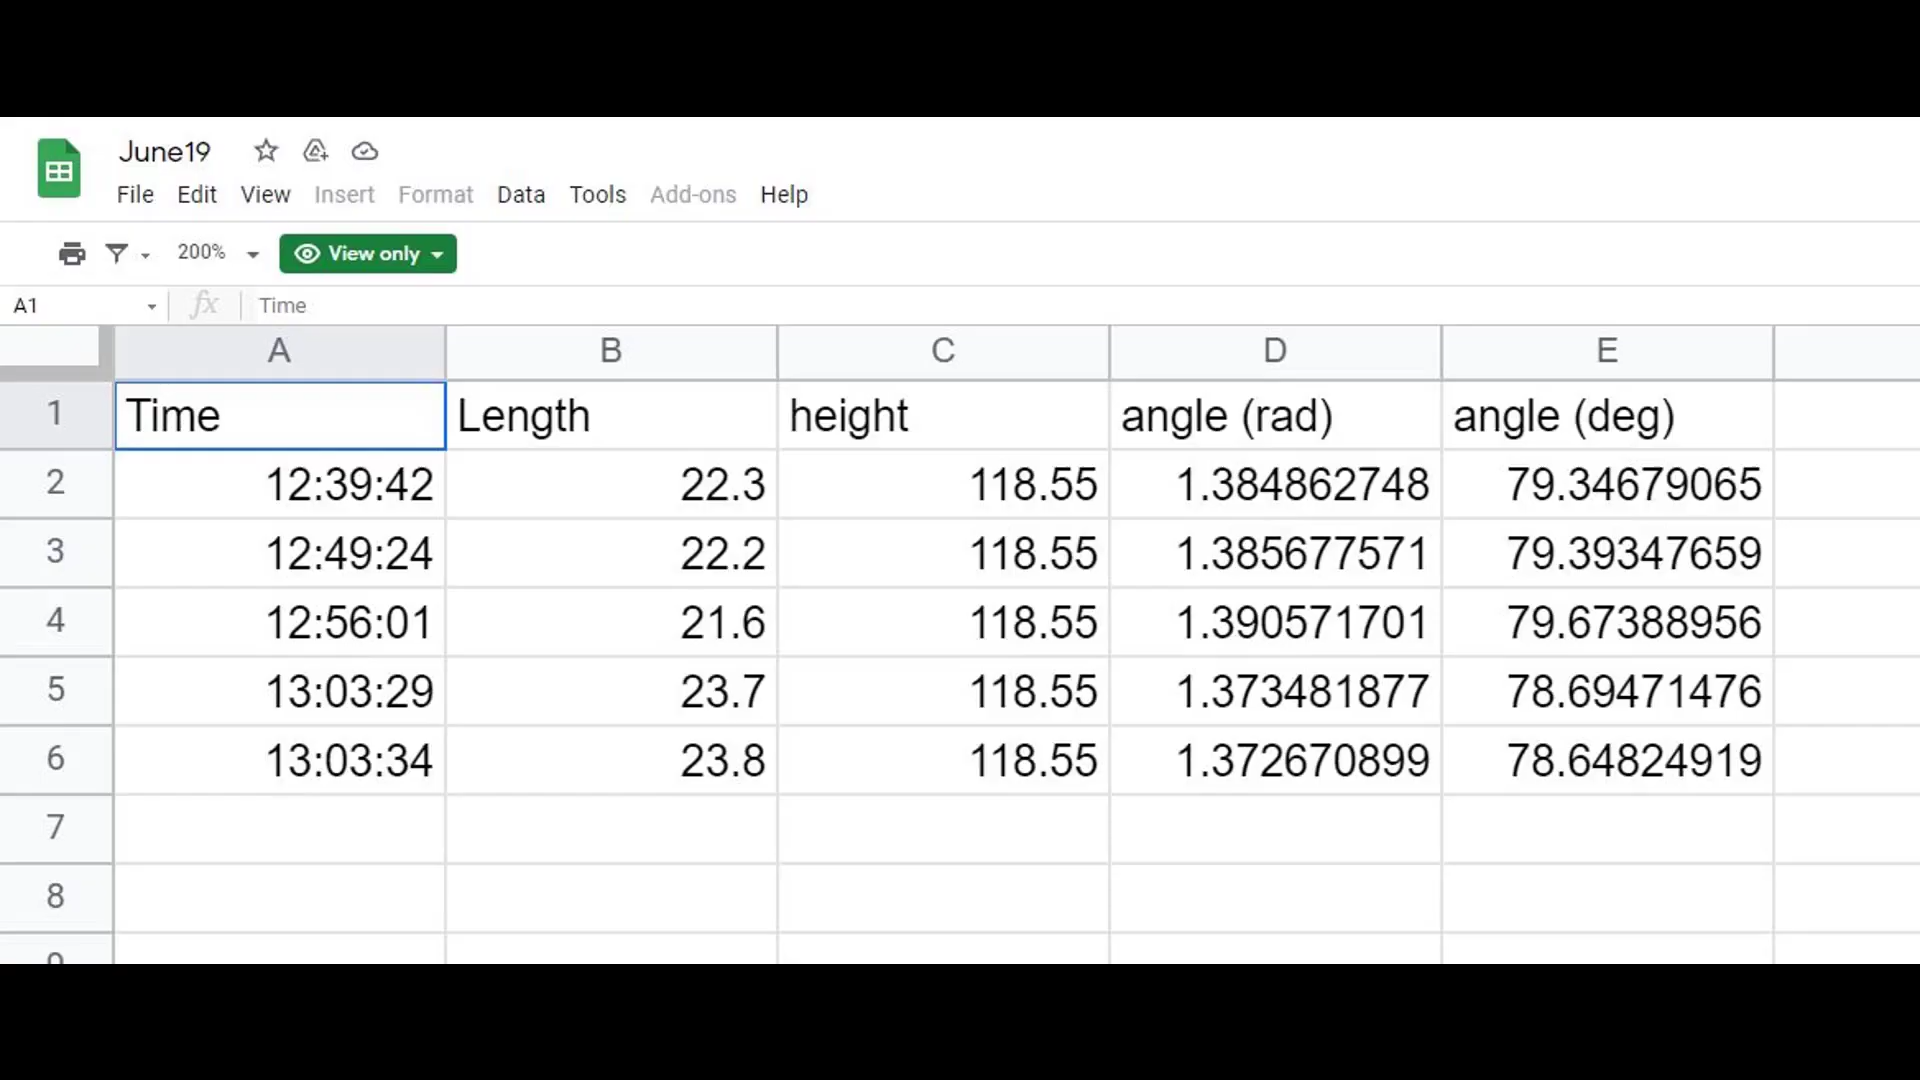 June19
File Edit View Insert Format Data Tools Add-ons Help
200% View only
A1 fx Time
A B C D E
1 Time Length height angle (rad) angle (deg)
2 12:39:42 22.3 118.55 1.384862748 79.34679065
3 12:49:24 22.2 118.55 1.385677571 79.39347659
4 12:56:01 21.6 118.55 1.390571701 79.67388956
5 13:03:29 23.7 118.55 1.373481877 78.69471476
6 13:03:34 23.8 118.55 1.372670899 78.64824919
7
8
9